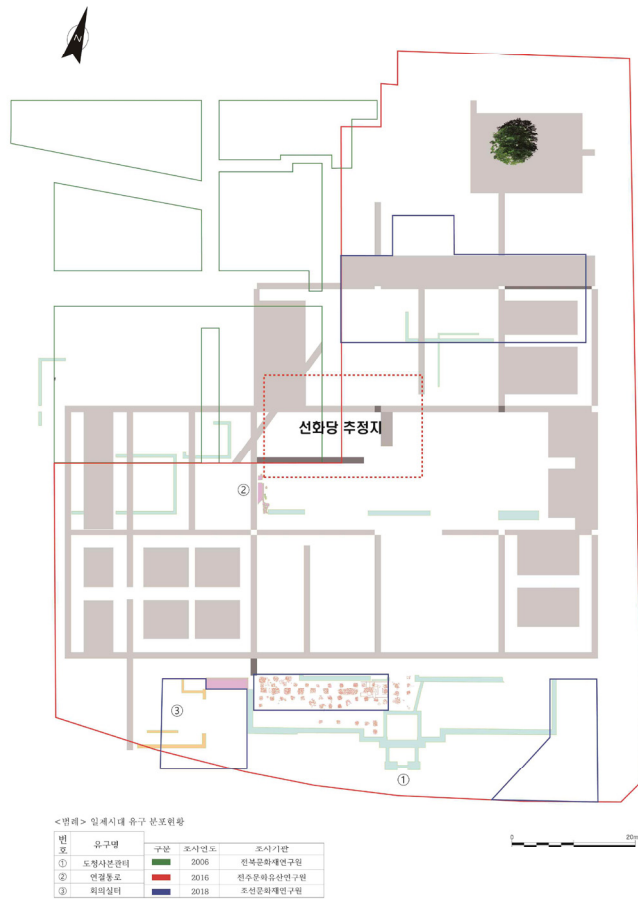 N
선화당 추정지
②
③
①
<범례> 일제시대 유구 분포현황
번호 유구명 구분 조사연도 조사기관
① 도청사본관터 2006 전북문화재연구원
② 연결통로 2016 전주문화유산연구원
③ 회의실터 2018 조선문화재연구원
0 20m